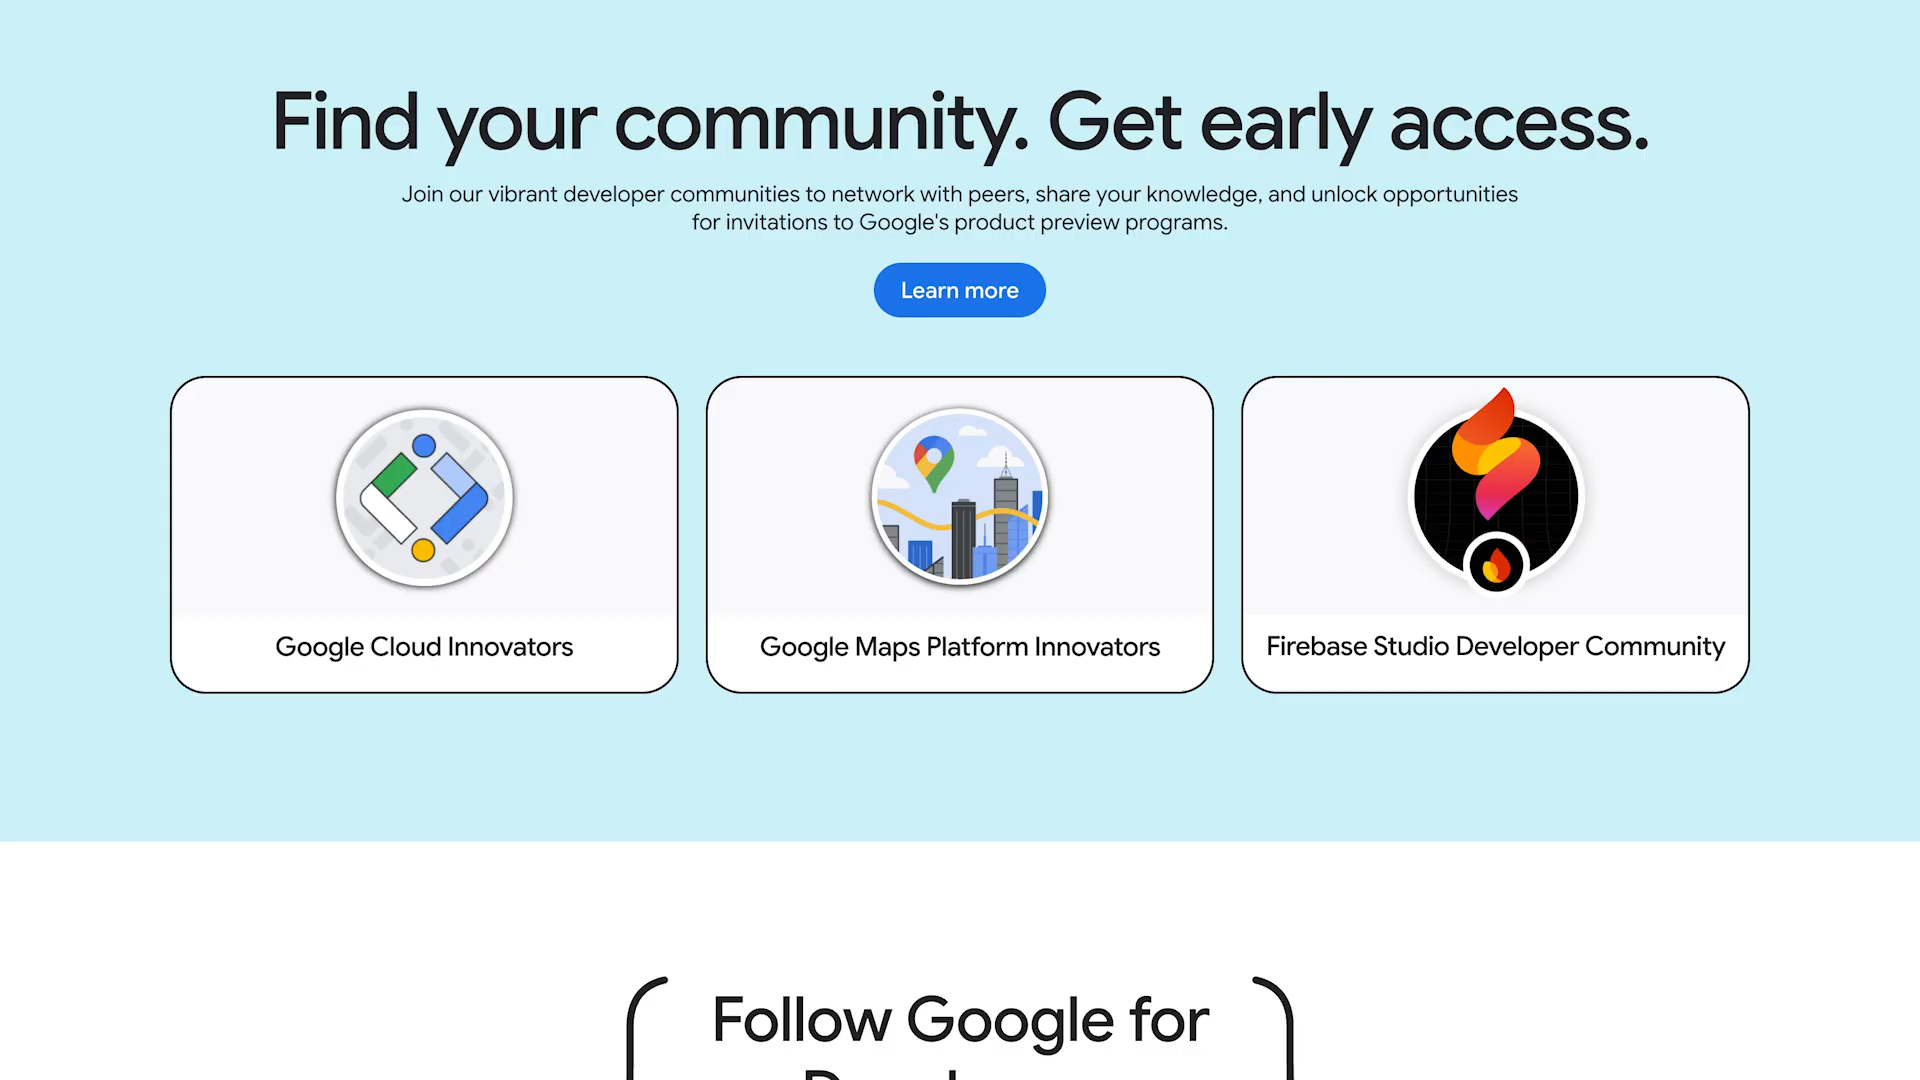 Find your community. Get early access.
Join our vibrant developer communities to network with peers, share your knowledge, and unlock opportunities
for invitations to Google's product preview programs.
Learn more
Google Cloud Innovators
Google Maps Platform Innovators
Firebase Studio Developer Community
Follow Google for